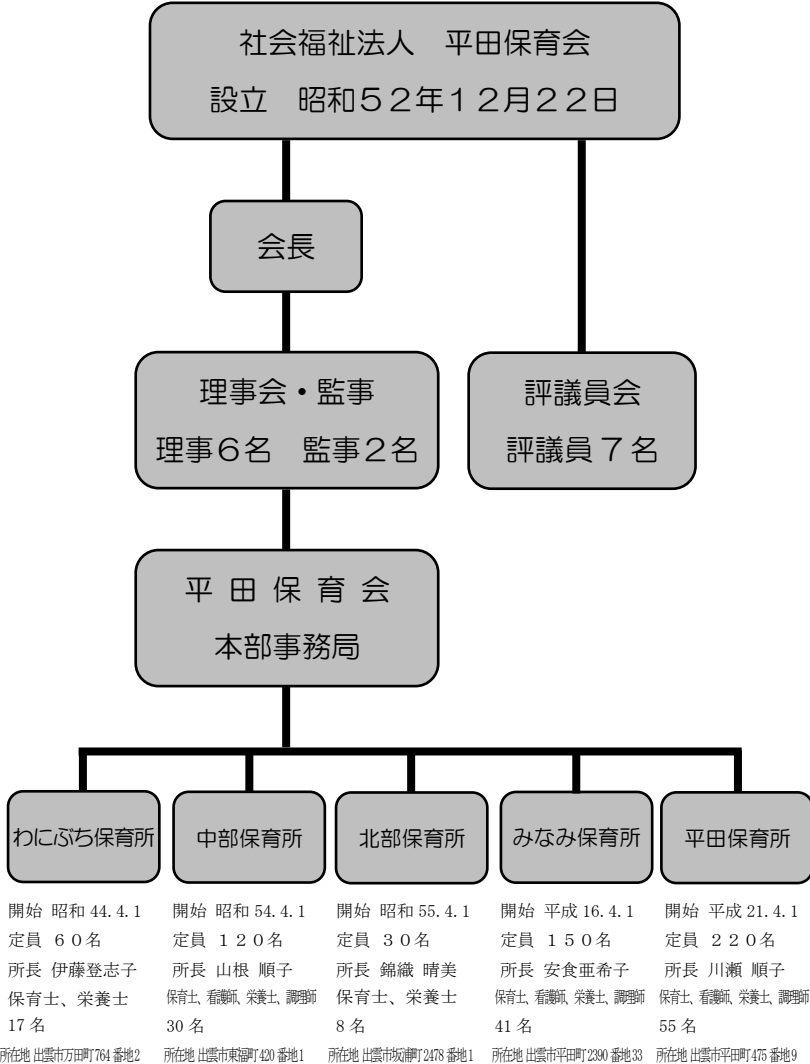 社会福祉法人　平田保育会
設立　昭和５２年１２月２２日
会長
理事会・監事
理事６名　監事２名
評議員会
評議員７名
平 田 保 育 会
本部事務局
わにぶち保育所
開始 昭和 44.4.1
定員 ６０名
所長 伊藤登志子
保育士、栄養士
17 名
所在地 出雲市万田町764 番地2
中部保育所
開始 昭和 54.4.1
定員 １２０名
所長 山根 順子
保育士、看護師、栄養士、調理師
30 名
所在地 出雲市東福町420 番地1
北部保育所
開始 昭和 55.4.1
定員 ３０名
所長 錦織 晴美
保育士、栄養士
8 名
所在地 出雲市坂浦町2478 番地1
みなみ保育所
開始 平成 16.4.1
定員 １５０名
所長 安食亜希子
保育士、看護師、栄養士、調理師
41 名
所在地 出雲市平田町2390 番地33
平田保育所
開始 平成 21.4.1
定員 ２２０名
所長 川瀬 順子
保育士、看護師、栄養士、調理師
55 名
所在地 出雲市平田町475 番地9